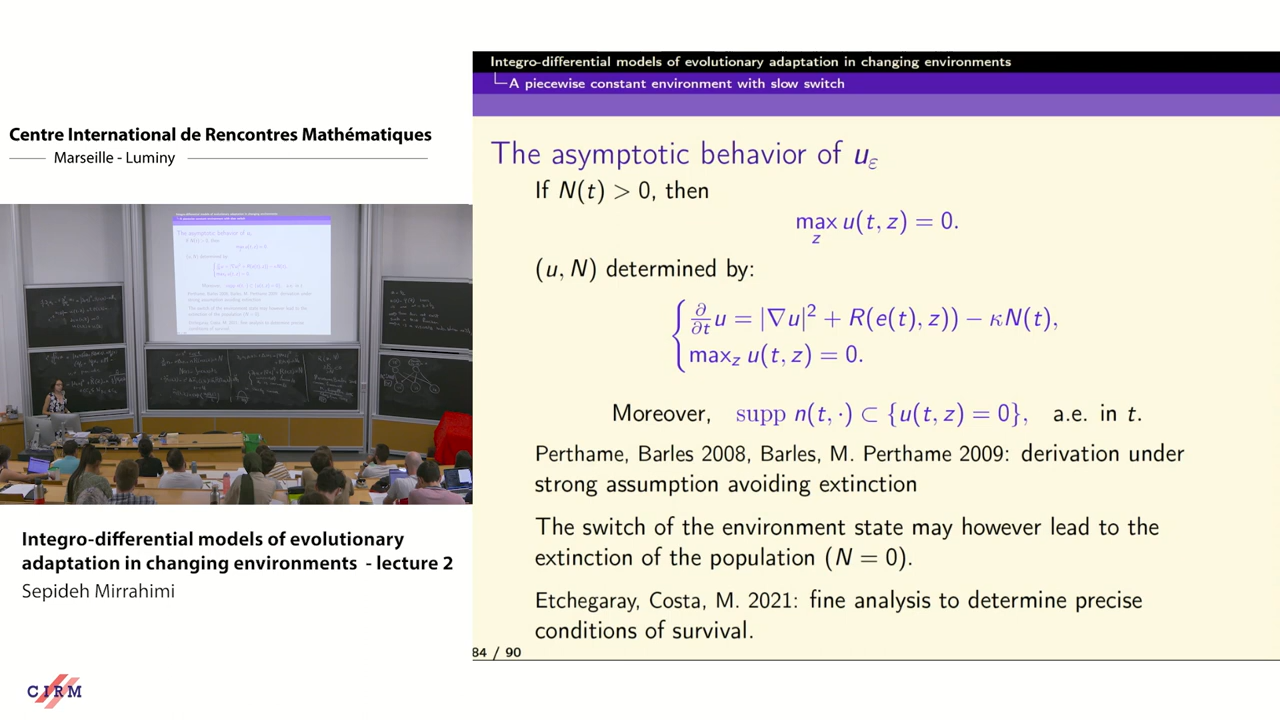 Centre International de Rencontres Mathématiques
Marseille - Luminy
Integro-differential models of evolutionary
adaptation in changing environments - lecture 2
Sepideh Mirrahimi
CIRM
Integro-differential models of evolutionary adaptation in changing environments
A piecewise constant environment with slow switch
The asymptotic behavior of u_ε
If N(t) > 0, then
max_z u(t, z) = 0.
(u, N) determined by:
∂/∂t u = |∇u|² + R(e(t), z)) − κN(t),
max_z u(t, z) = 0.
Moreover, supp n(t, ·) ⊂ {u(t, z) = 0}, a.e. in t.
Perthame, Barles 2008, Barles, M. Perthame 2009: derivation under
strong assumption avoiding extinction
The switch of the environment state may however lead to the
extinction of the population (N = 0).
Etchegaray, Costa, M. 2021: fine analysis to determine precise
conditions of survival.
84 / 90